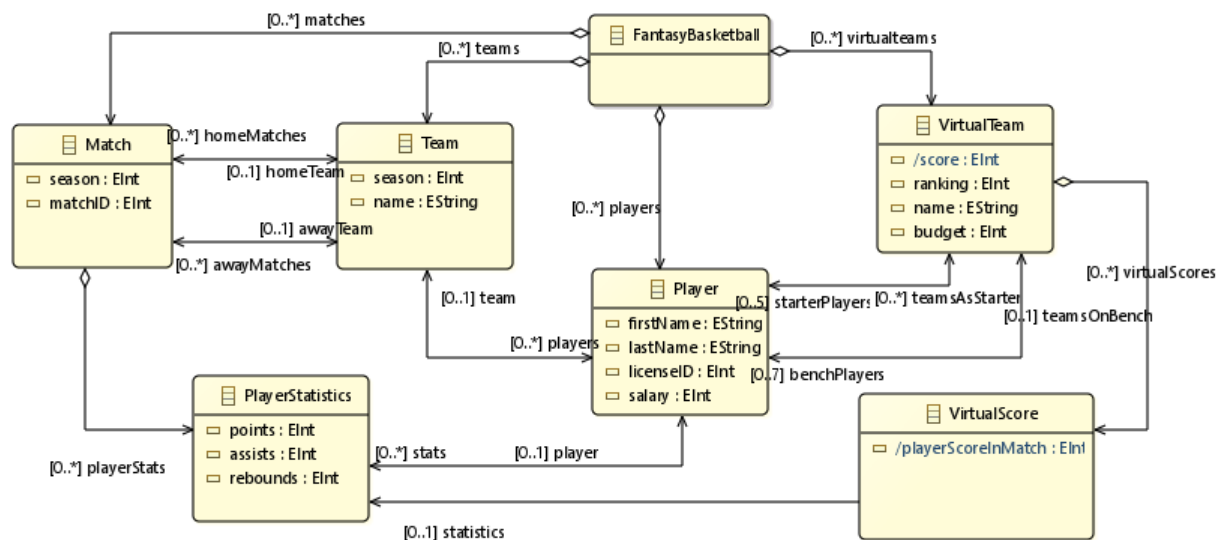 [0..*] matches
FantasyBasketball
[0..*] teams
[0..*] virtualteams
Match
season : EInt
matchID : EInt
[0..*] homeMatches
[0..1] homeTeam
[0..1] awayTeam
[0..*] awayMatches
Team
season : EInt
name : EString
VirtualTeam
/score : EInt
ranking : EInt
name : EString
budget : EInt
[0..*] players
[0..*] virtualScores
[0..1] team
[0..*] players
Player
firstName : EString
lastName : EString
licenseID : EInt
salary : EInt
[0..5] starterPlayers
[0..*] teamsAsStarter
[0..1] teamsOnBench
[0..7] benchPlayers
PlayerStatistics
points : EInt
assists : EInt
rebounds : EInt
[0..*] playerStats
[0..*] stats
[0..1] player
VirtualScore
/playerScoreInMatch : EInt
[0..1] statistics